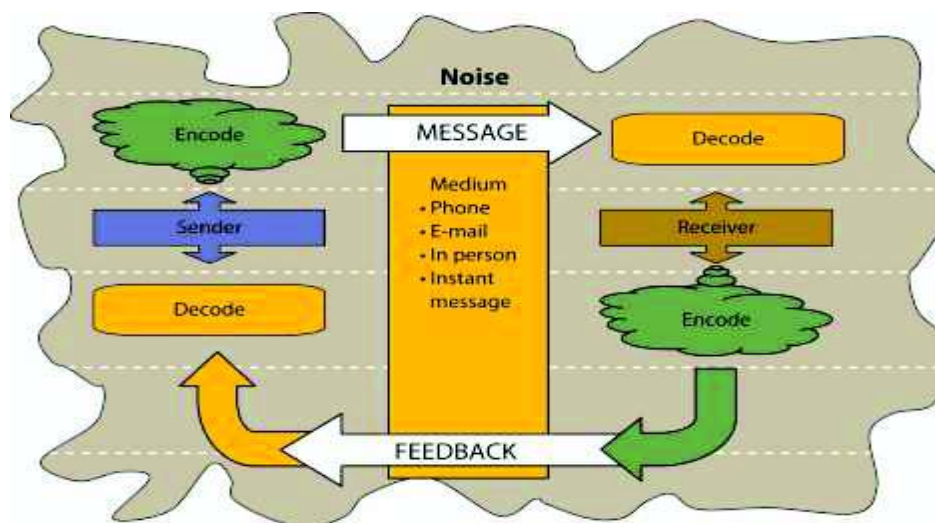 Noise
Encode
MESSAGE
Decode
Medium
• Phone
• E-mail
• In person
• Instant
message
Sender
Receiver
Decode
Encode
FEEDBACK